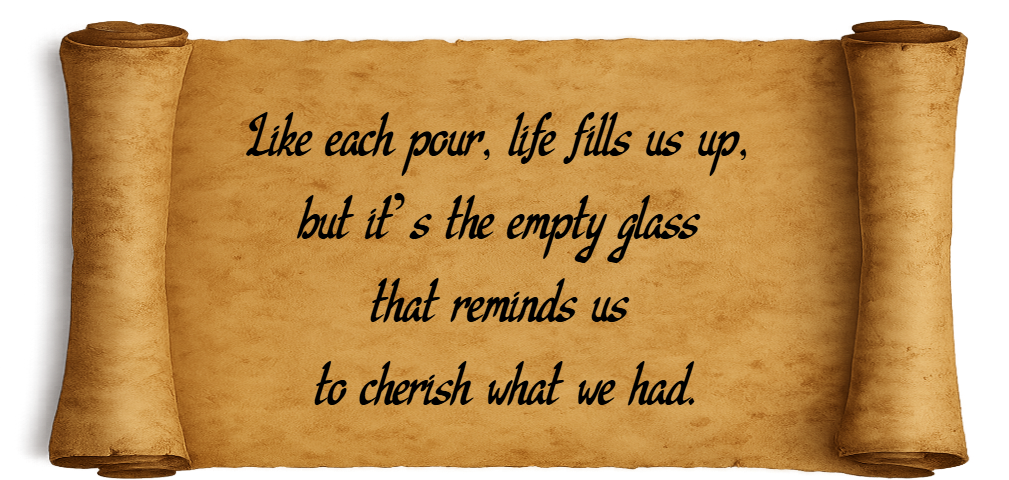 Like each pour, life fills us up,
but it’s the empty glass
that reminds us
to cherish what we had.